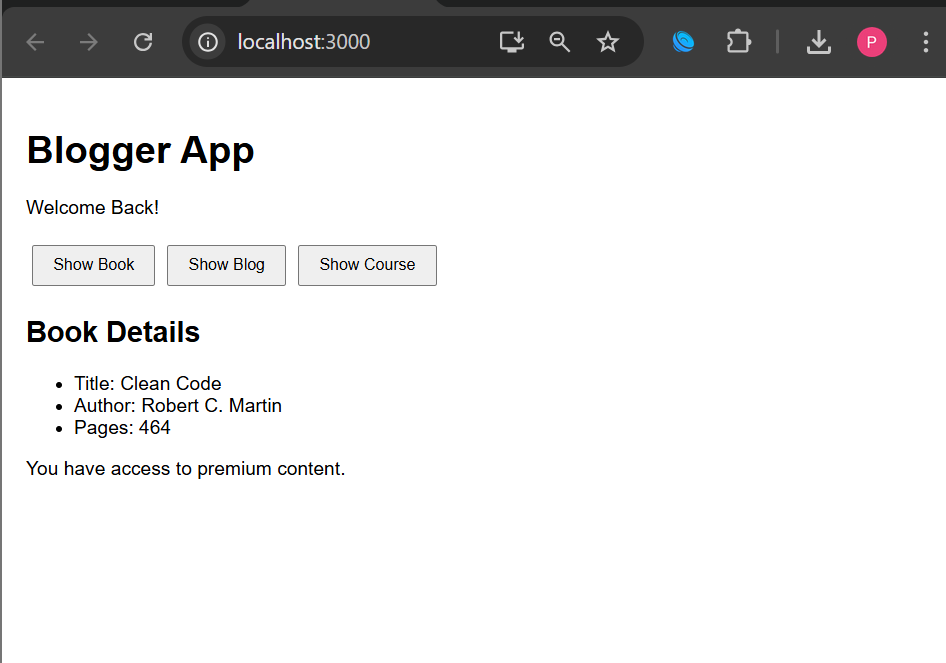 localhost:3000
P
Blogger App
Welcome Back!
Show Book Show Blog Show Course
Book Details
Title: Clean Code
Author: Robert C. Martin
Pages: 464
You have access to premium content.